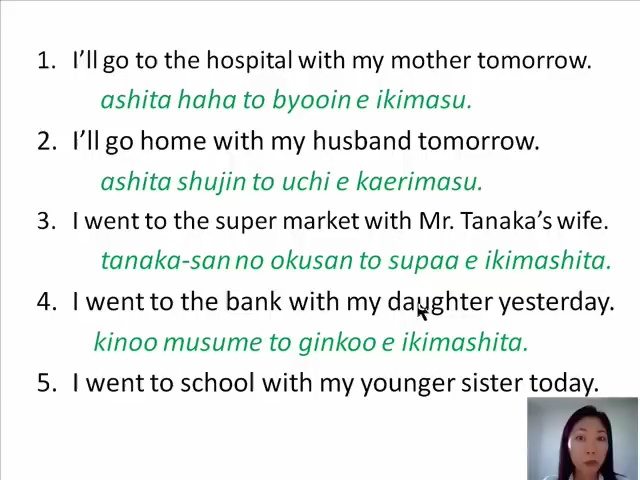 1. I'll go to the hospital with my mother tomorrow.
ashita haha to byooin e ikimasu.
2. I'll go home with my husband tomorrow.
ashita shujin to uchi e kaerimasu.
3. I went to the super market with Mr. Tanaka's wife.
tanaka-san no okusan to supaa e ikimashita.
4. I went to the bank with my daughter yesterday.
kinoo musume to ginkoo e ikimashita.
5. I went to school with my younger sister today.